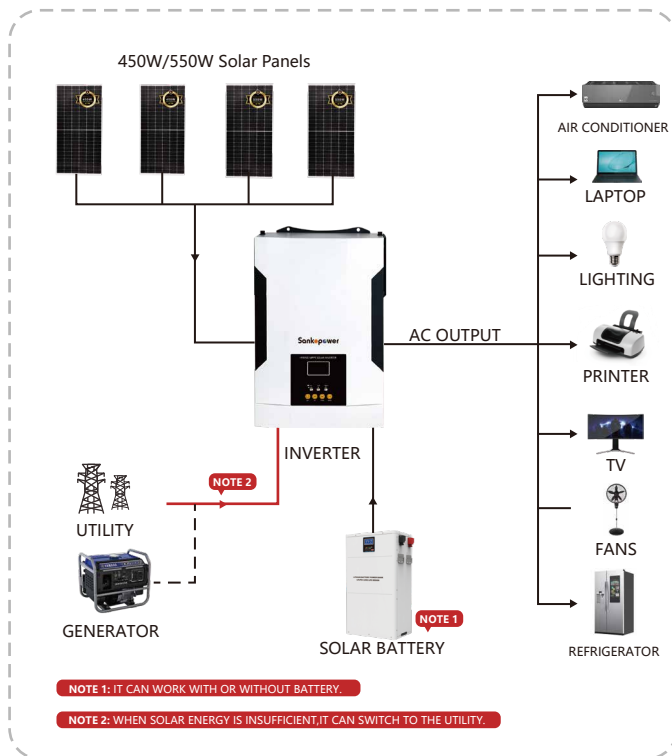 450W/550W Solar Panels
AIR CONDITIONER
LAPTOP
LIGHTING
Sankopower
AC OUTPUT
PRINTER
INVERTER
TV
NOTE 2
UTILITY
FANS
GENERATOR
NOTE 1
SOLAR BATTERY
REFRIGERATOR
NOTE 1: IT CAN WORK WITH OR WITHOUT BATTERY.
NOTE 2: WHEN SOLAR ENERGY IS INSUFFICIENT,IT CAN SWITCH TO THE UTILITY.